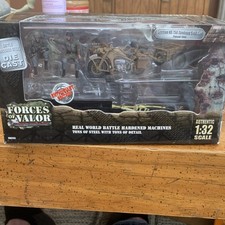 DIE
CAST
FORCES
OF
VALOR
REAL WORLD BATTLE HARDENED MACHINES
TONS OF STEEL WITH TONS OF DETAIL
AUTHENTIC
1:32
SCALE